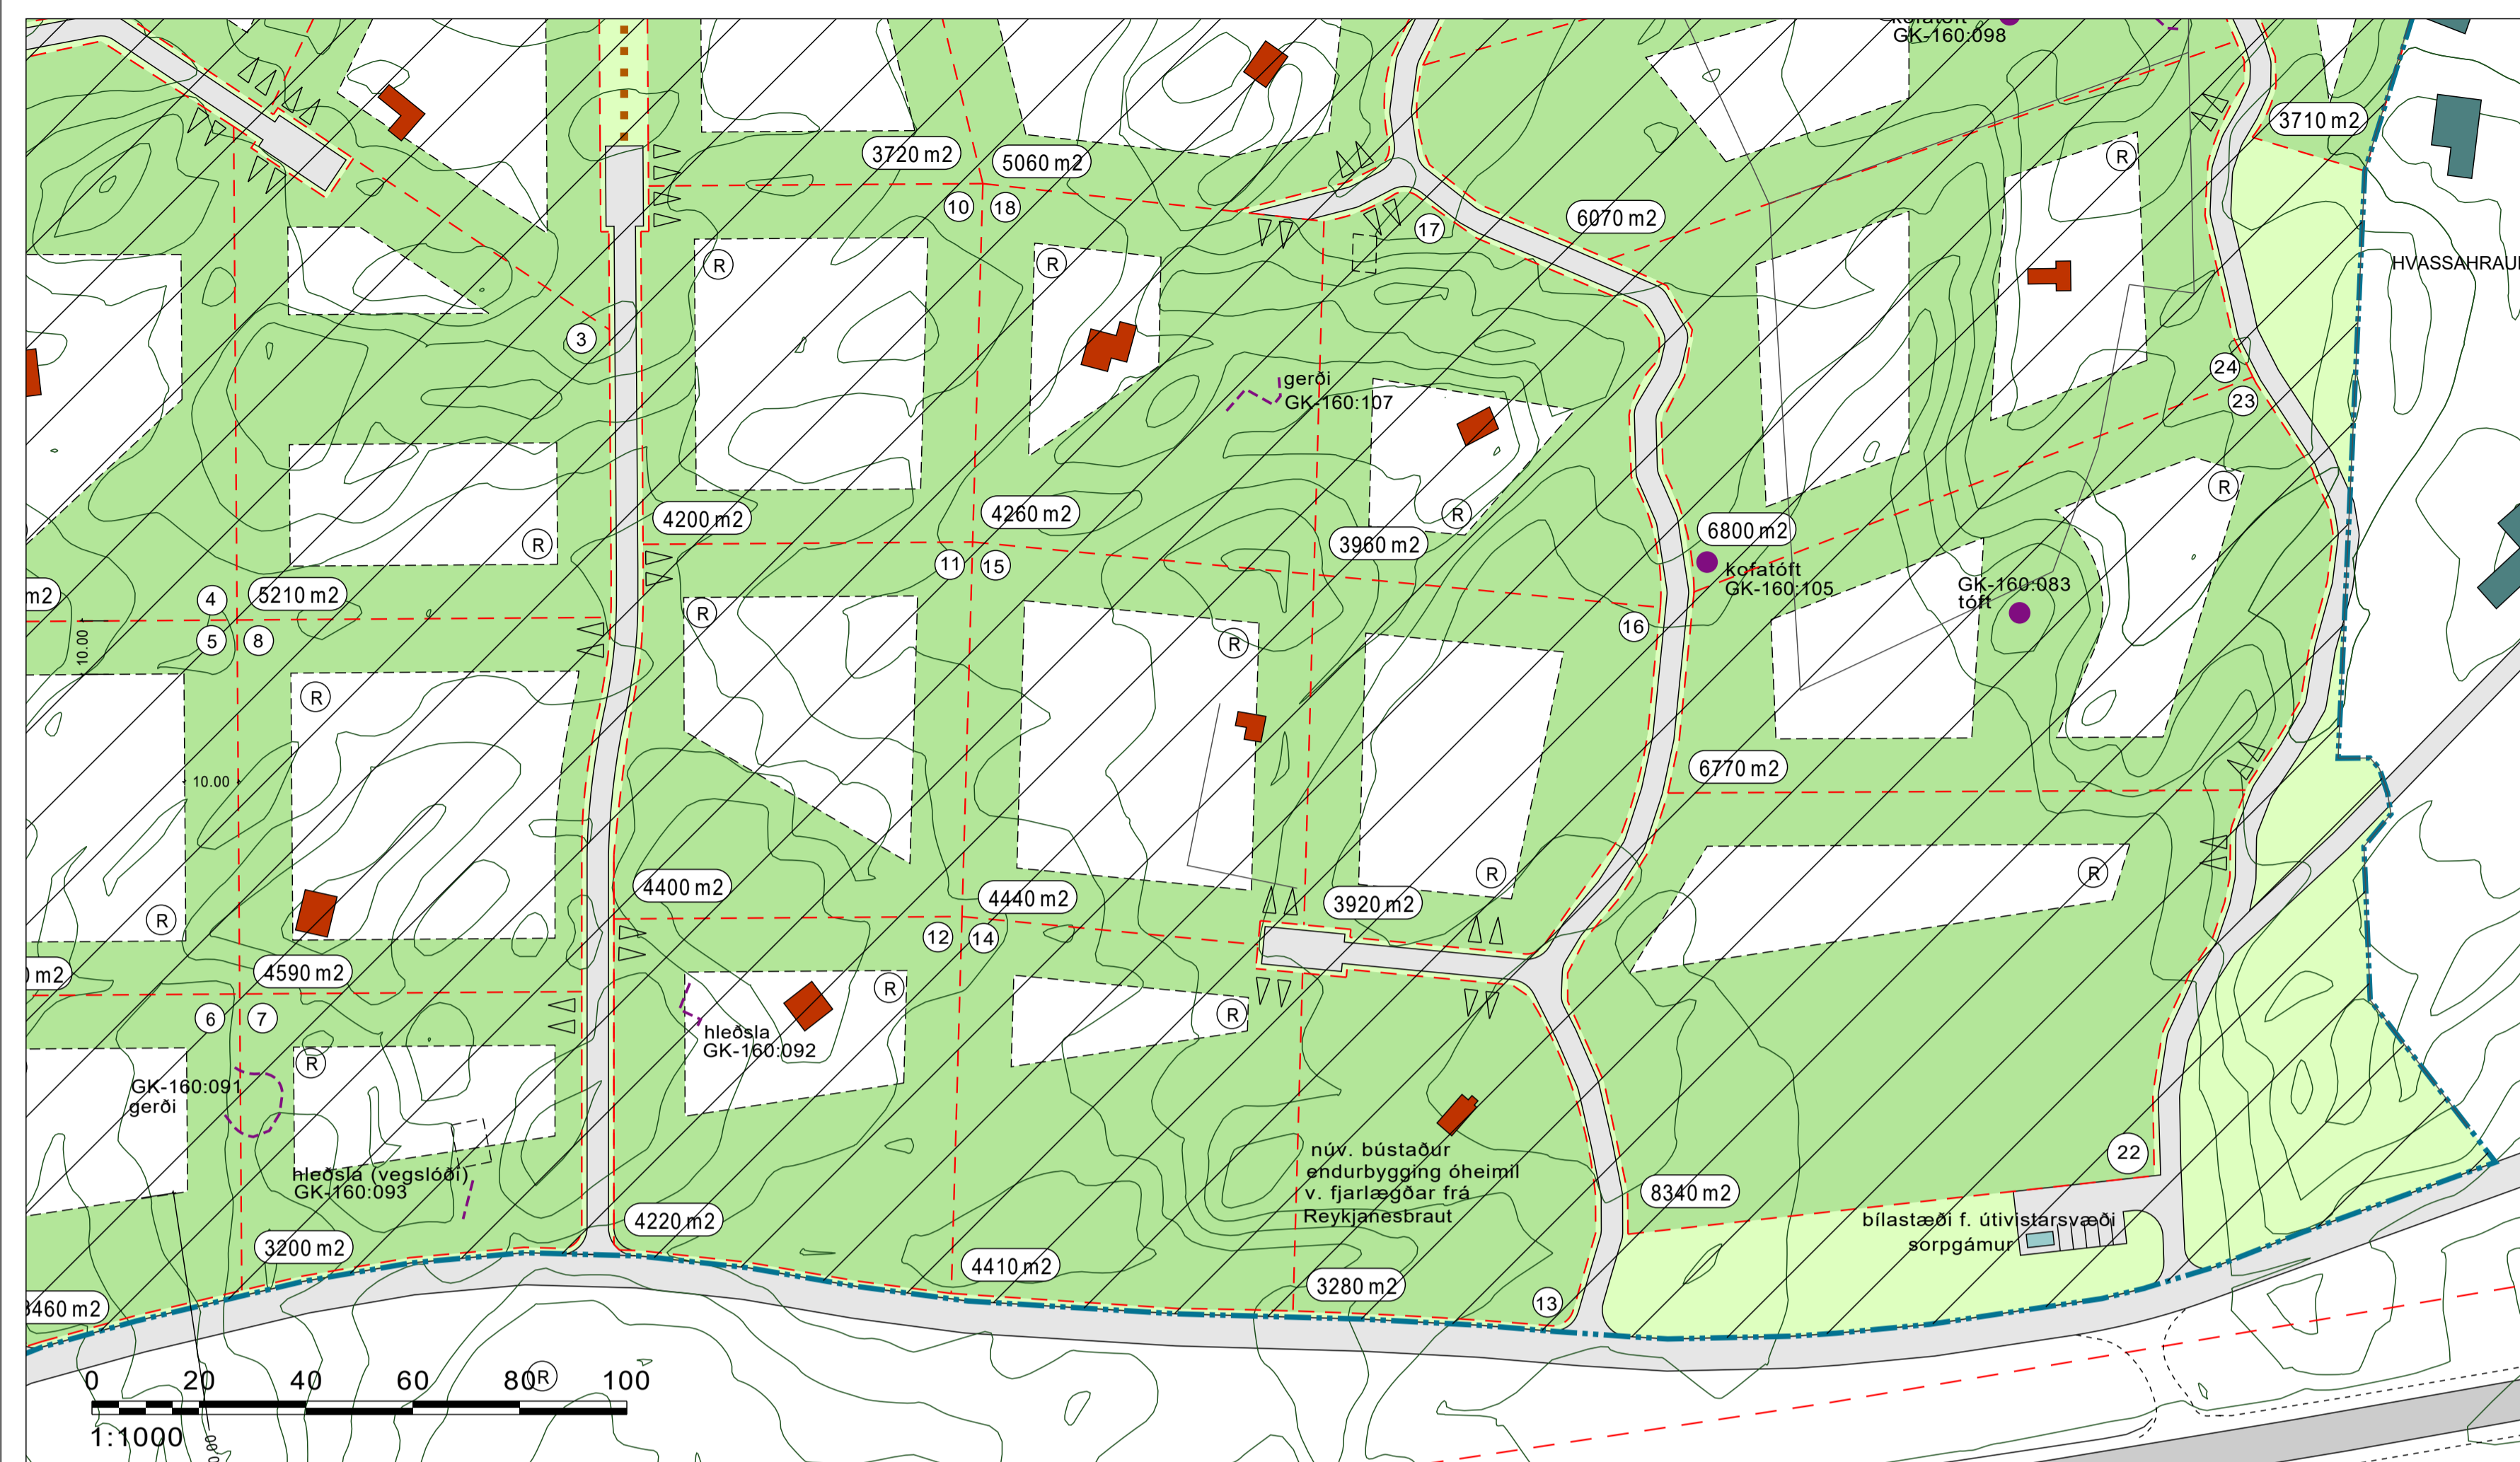 GK-160:098
3710 m2
3720 m2
5060 m2
R
10
18
6070 m2
17
HVASSAHRAU
R
R
3
24
gerði
GK-160:107
23
R
R
4200 m2
4260 m2
3960 m2
6800 m2
R
11
15
kofatóft
GK-160:105
GK-160:083
tóft
m2
4
5210 m2
R
16
5
8
R
10.00
R
6770 m2
10.00
4400 m2
4440 m2
3920 m2
R
R
R
12
14
m2
4590 m2
R
6
7
R
hleðsla
GK-160:092
R
GK-160:091
gerði
núv. bústaður
endurbygging óheimil
v. fjarlægðar frá
Reykjanesbraut
22
hleðsla (vegslóði)
GK-160:093
8340 m2
4220 m2
bílastæði f. útivistarsvæði
sorpgámur
3200 m2
4410 m2
3280 m2
13
3460 m2
0 20 40 60 80 100
R
1:1000